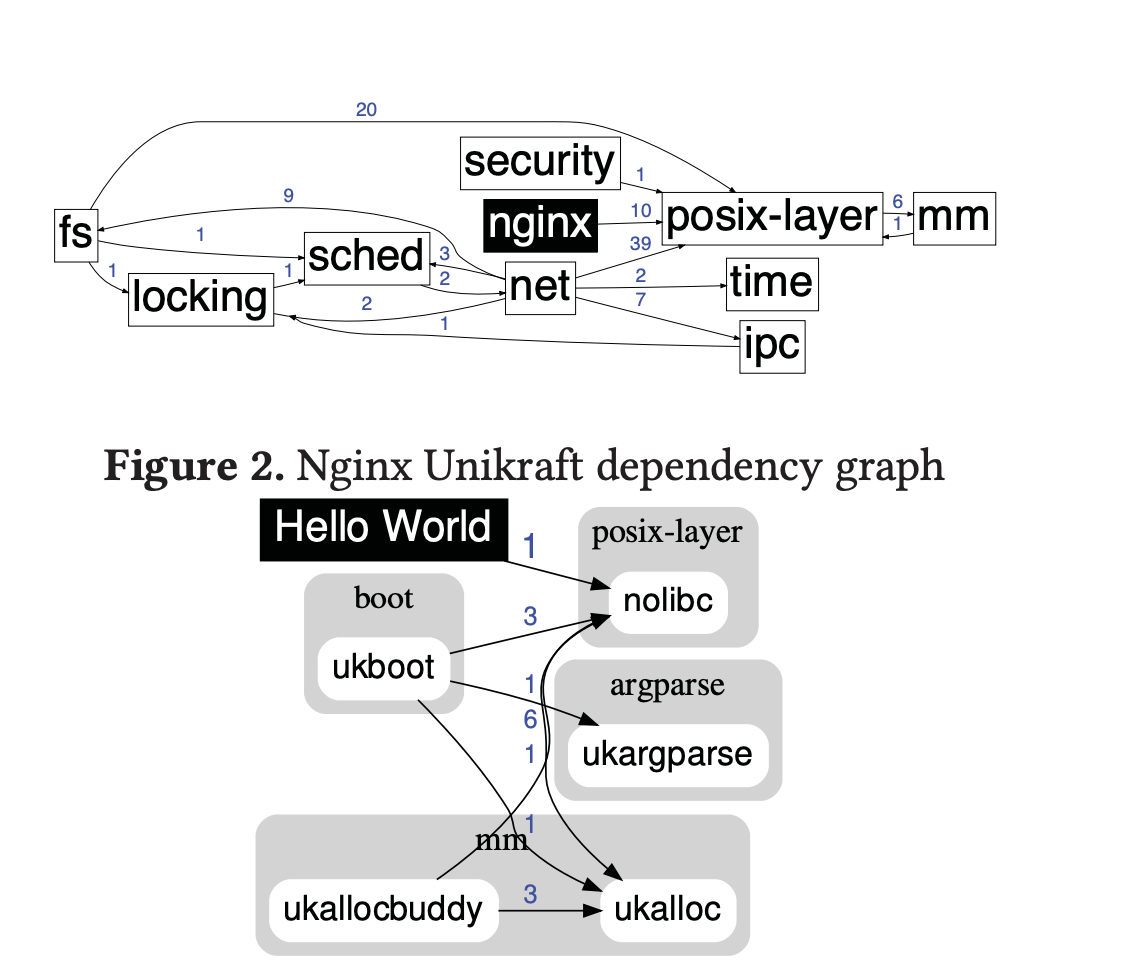 20
security
1
9
nginx
10
posix-layer
6
mm
1
fs
1
39
sched
3
2
net
2
time
1
locking
1
7
2
1
ipc
Figure 2. Nginx Unikraft dependency graph
Hello World
1
posix-layer
nolibc
boot
3
ukboot
1
argparse
6
1
ukargparse
1
mm
ukallocbuddy
3
ukalloc